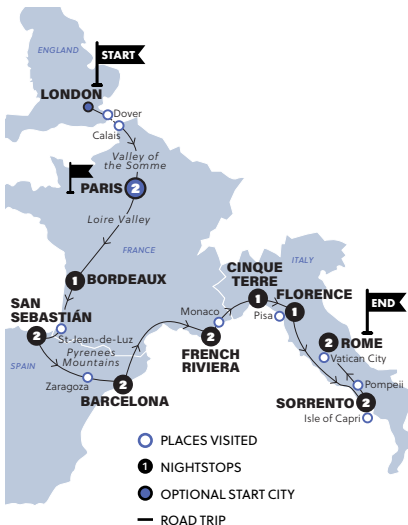 ENGLAND
START
LONDON
Dover
Calais
Valley of
the Somme
PARIS
2
Loire Valley
FRANCE
1
BORDEAUX
CINQUE
TERRE
1
ITALY
FLORENCE
1
Pisa
END
SAN
SEBASTIÁN
2
St-Jean-de-Luz
Monaco
2
FRENCH
RIVIERA
2
ROME
Vatican City
SPAIN
Pyrenees
Mountains
Zaragoza
2
BARCELONA
Pompeii
SORRENTO
2
Isle of Capri
PLACES VISITED
1 NIGHTSTOPS
OPTIONAL START CITY
ROAD TRIP